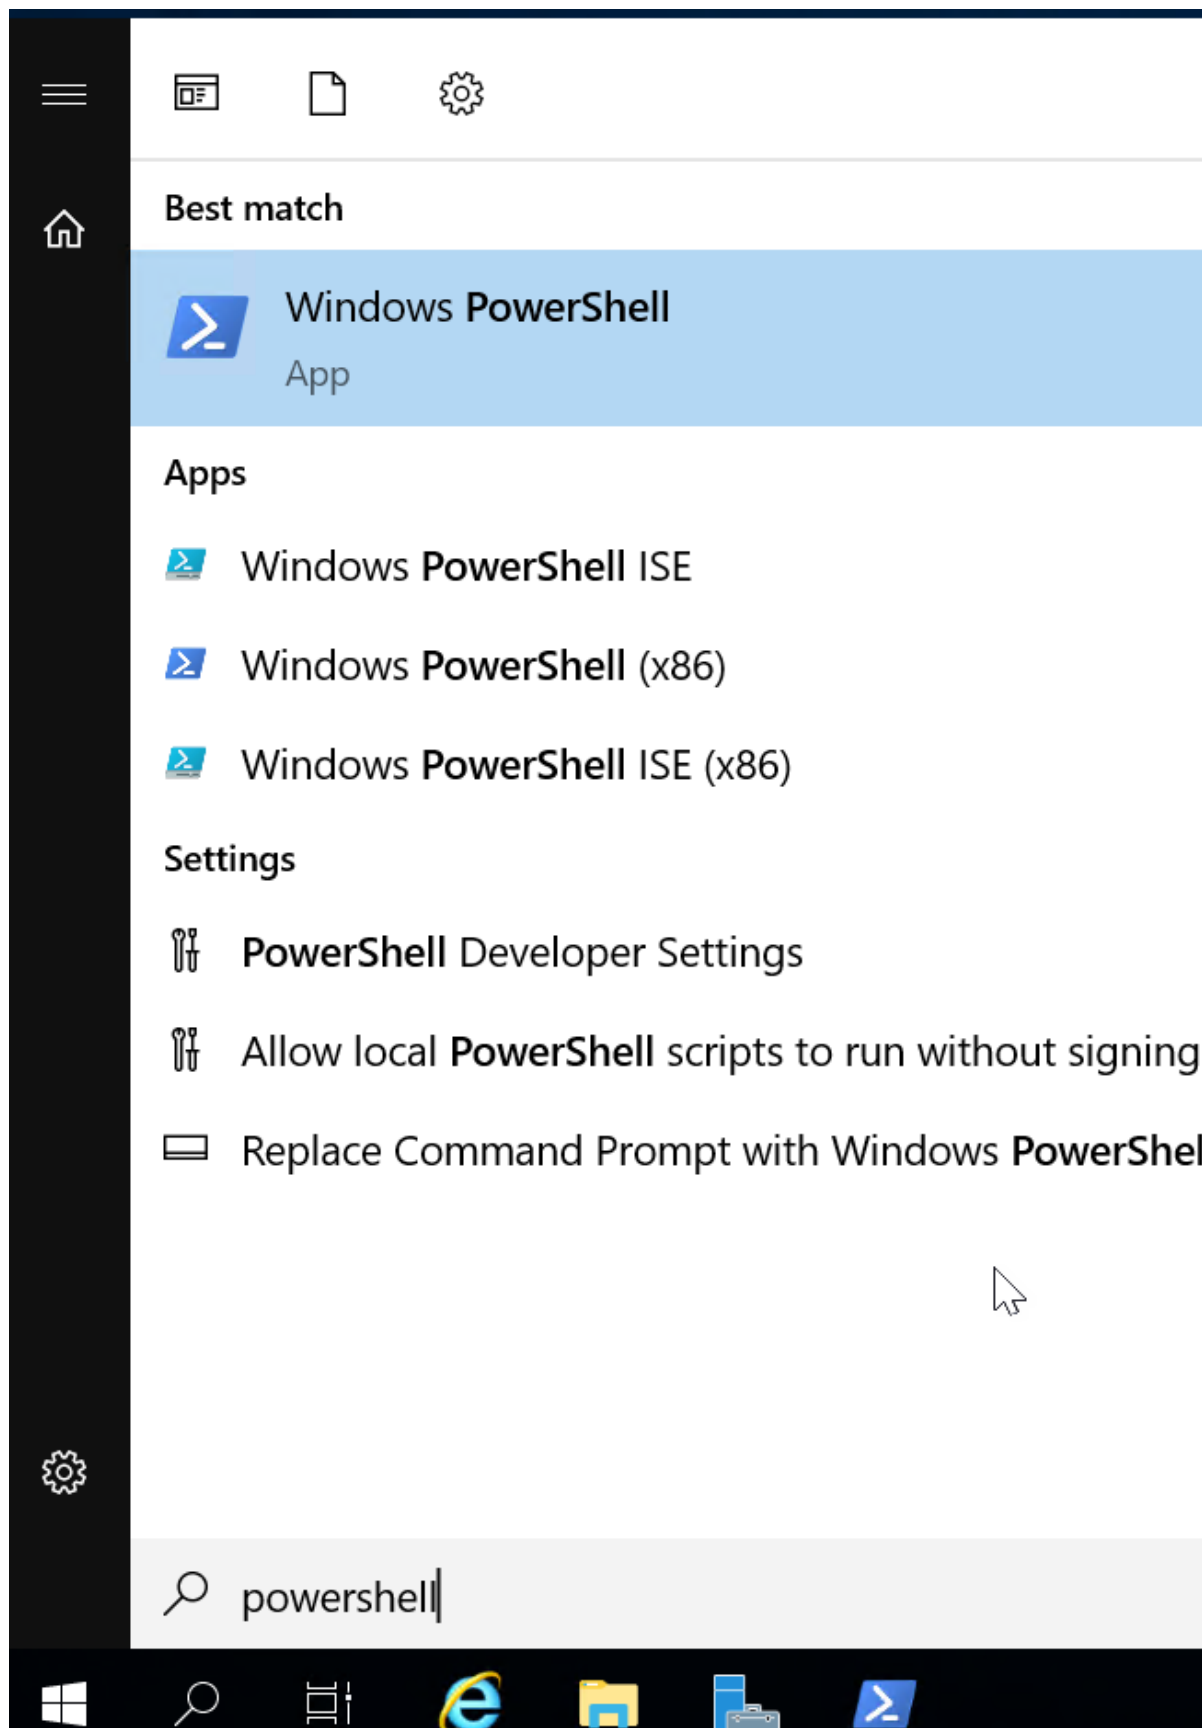 Best match
Windows PowerShell
App
Apps
Windows PowerShell ISE
Windows PowerShell (x86)
Windows PowerShell ISE (x86)
Settings
PowerShell Developer Settings
Allow local PowerShell scripts to run without signing
Replace Command Prompt with Windows PowerShel
powershell